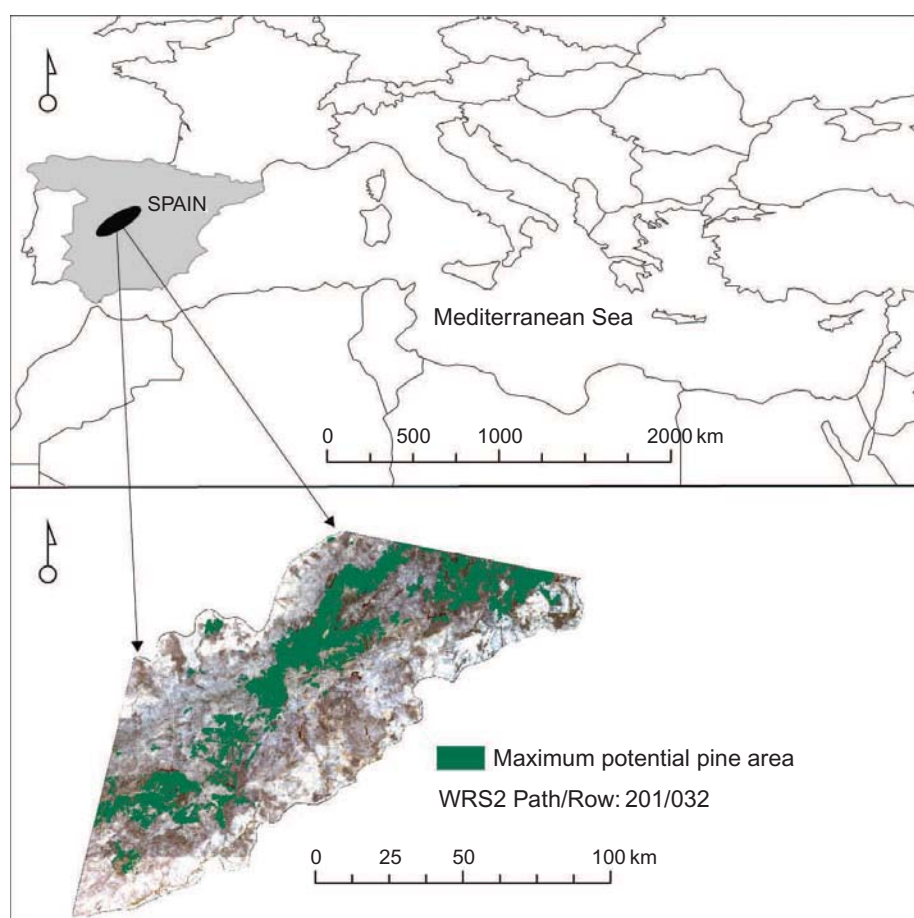 SPAIN
Mediterranean Sea
0 500 1000 2000 km
Maximum potential pine area
WRS2 Path/Row: 201/032
0 25 50 100 km